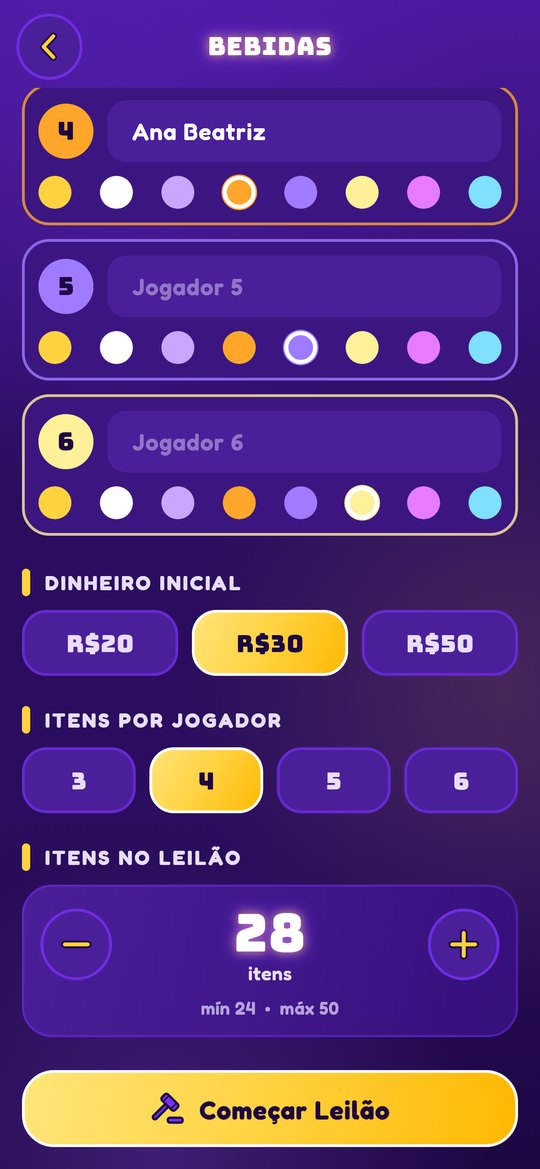 BEBIDAS
4
Ana Beatriz
5
Jogador 5
6
Jogador 6
DINHEIRO INICIAL
R$20 R$30 R$50
ITENS POR JOGADOR
3 4 5 6
ITENS NO LEILÃO
28
itens
mín 24 • máx 50
Começar Leilão